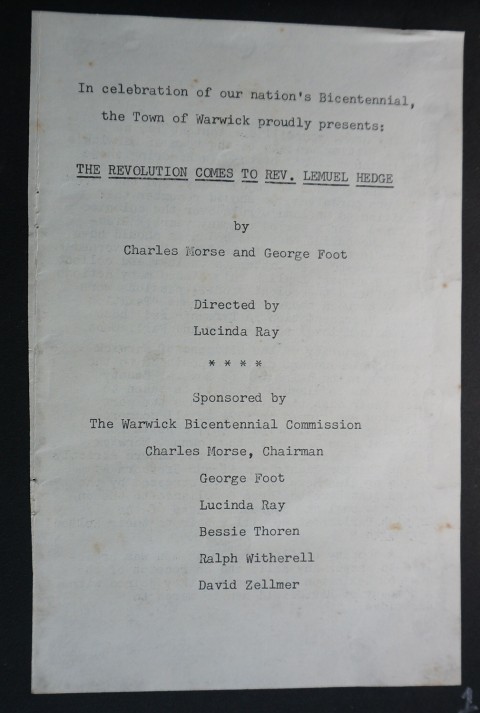 In celebration of our nation's Bicentennial,
the Town of Warwick proudly presents:
THE REVOLUTION COMES TO REV. LEMUEL HEDGE
by
Charles Morse and George Foot
Directed by
Lucinda Ray
* * * *
Sponsored by
The Warwick Bicentennial Commission
Charles Morse, Chairman
George Foot
Lucinda Ray
Bessie Thoren
Ralph Witherell
David Zellmer
1